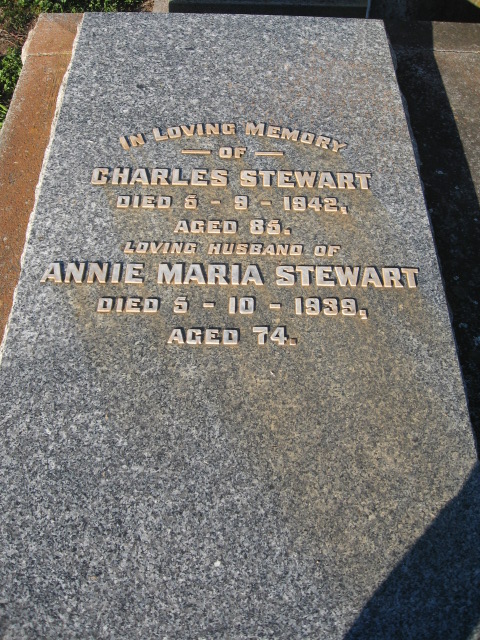 IN LOVING MEMORY
— OF —
CHARLES STEWART
DIED 5 - 9 - 1942,
AGED 85.
LOVING HUSBAND OF
ANNIE MARIA STEWART
DIED 5 - 10 - 1939,
AGED 74.